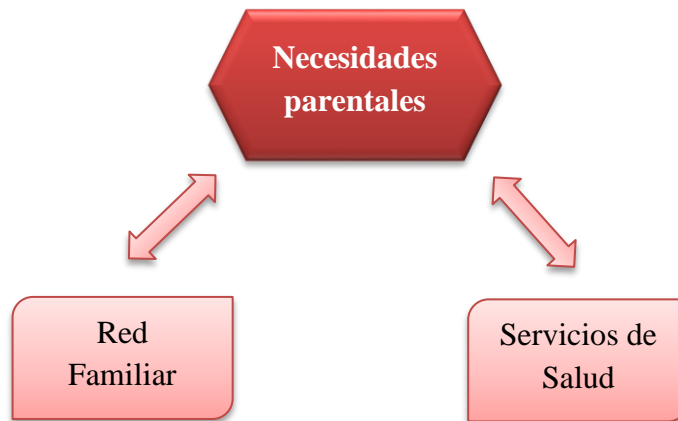 Necesidades
parentales
Red
Familiar
Servicios de
Salud